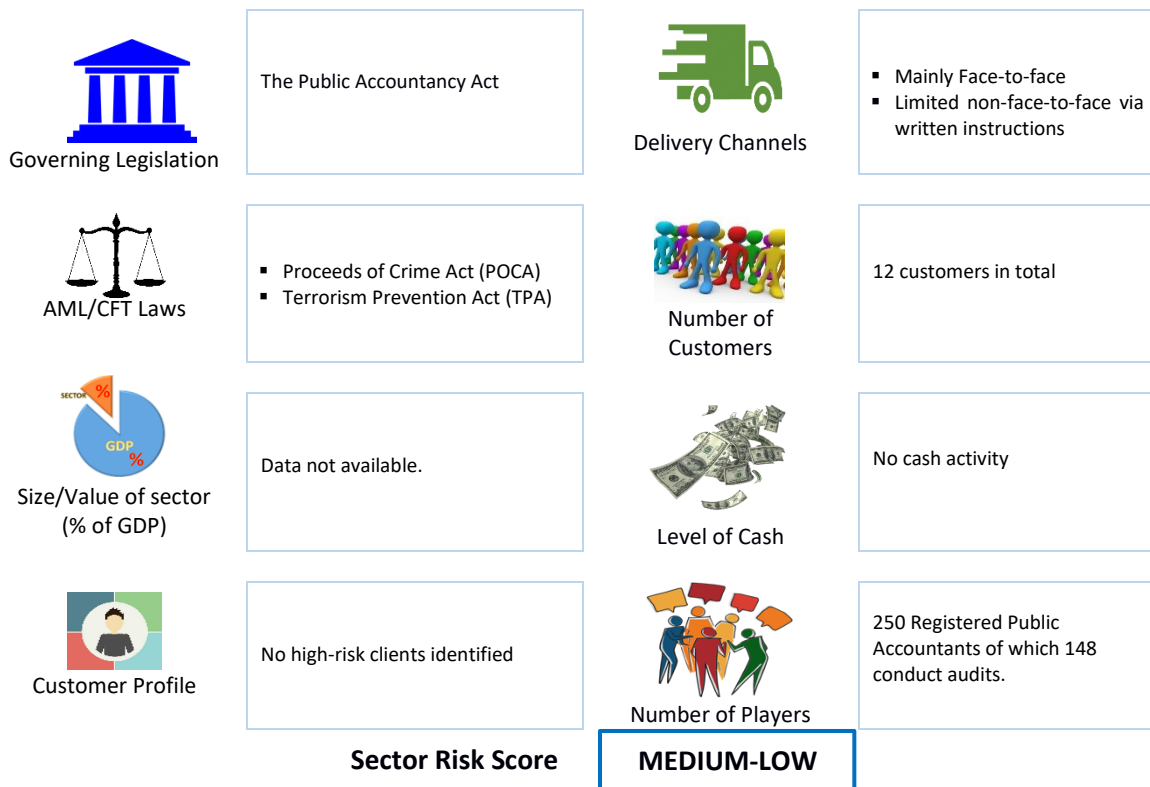 Governing Legislation
The Public Accountancy Act
Delivery Channels
▪ Mainly Face-to-face
▪ Limited non-face-to-face via
written instructions
AML/CFT Laws
▪ Proceeds of Crime Act (POCA)
▪ Terrorism Prevention Act (TPA)
Number of
Customers
12 customers in total
SECTOR %
GDP
%
Size/Value of sector
(% of GDP)
Data not available.
Level of Cash
No cash activity
Customer Profile
No high-risk clients identified
Number of Players
250 Registered Public
Accountants of which 148
conduct audits.
Sector Risk Score
MEDIUM-LOW